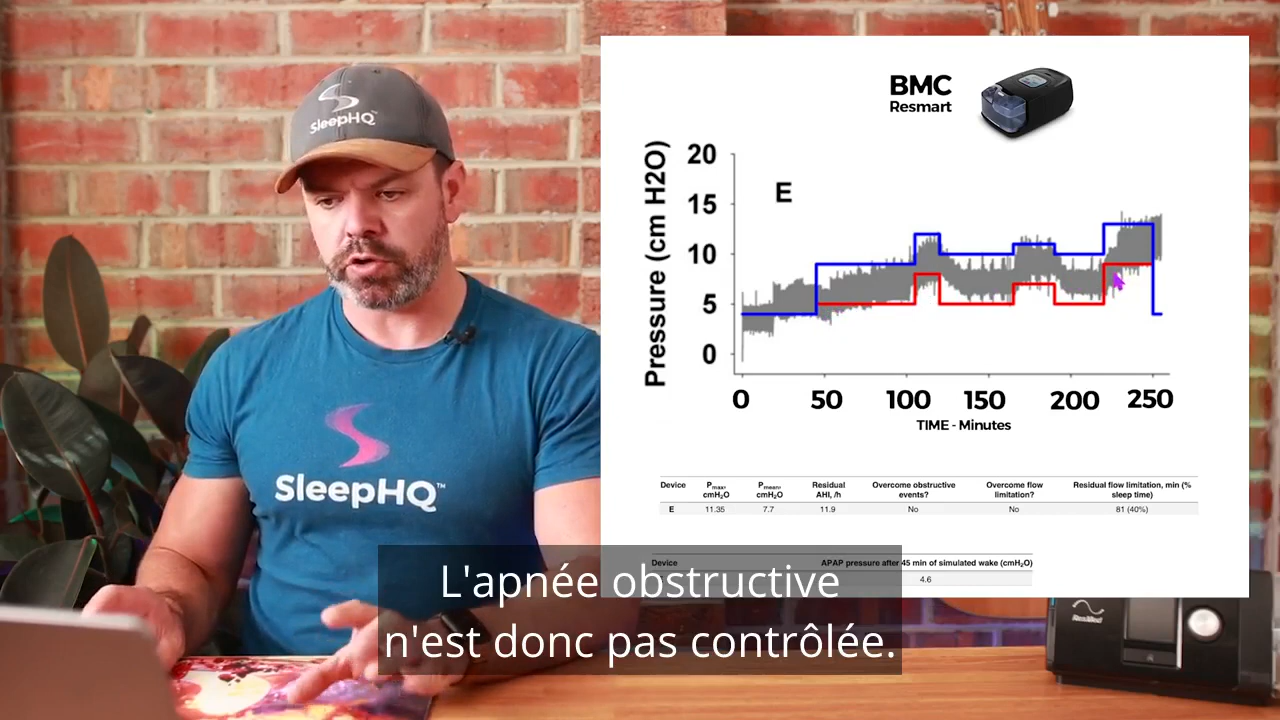 SleepHQ™
SleepHQ™
BMC
Resmart
Pressure (cm H2O)
20
15
10
5
0
E
0 50 100 150 200 250
TIME - Minutes
Device Pmax, cmH₂O Pmean, cmH₂O Residual AHI, /h Overcome obstructive events? Overcome flow limitation? Residual flow limitation, min (% sleep time)
E 11.35 7.7 11.9 No No 81 (40%)
Device APAP pressure after 45 min of simulated wake (cmH₂O)
4.6
L'apnée obstructive
n'est donc pas contrôlée.
ResMed